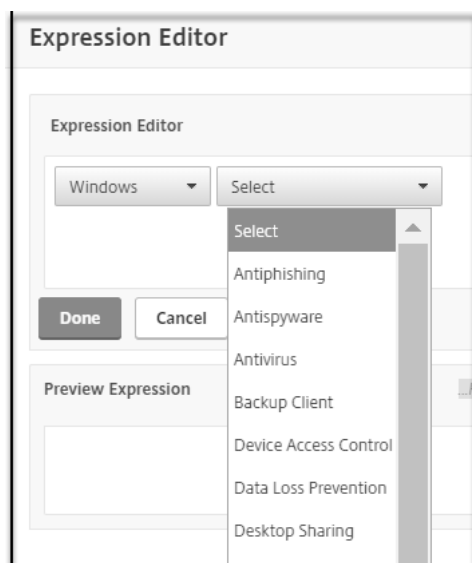 Expression Editor
Expression Editor
Windows Select
Select
Antiphishing
Antispyware
Done Cancel
Antivirus
Preview Expression
Backup Client
Device Access Control
Data Loss Prevention
Desktop Sharing